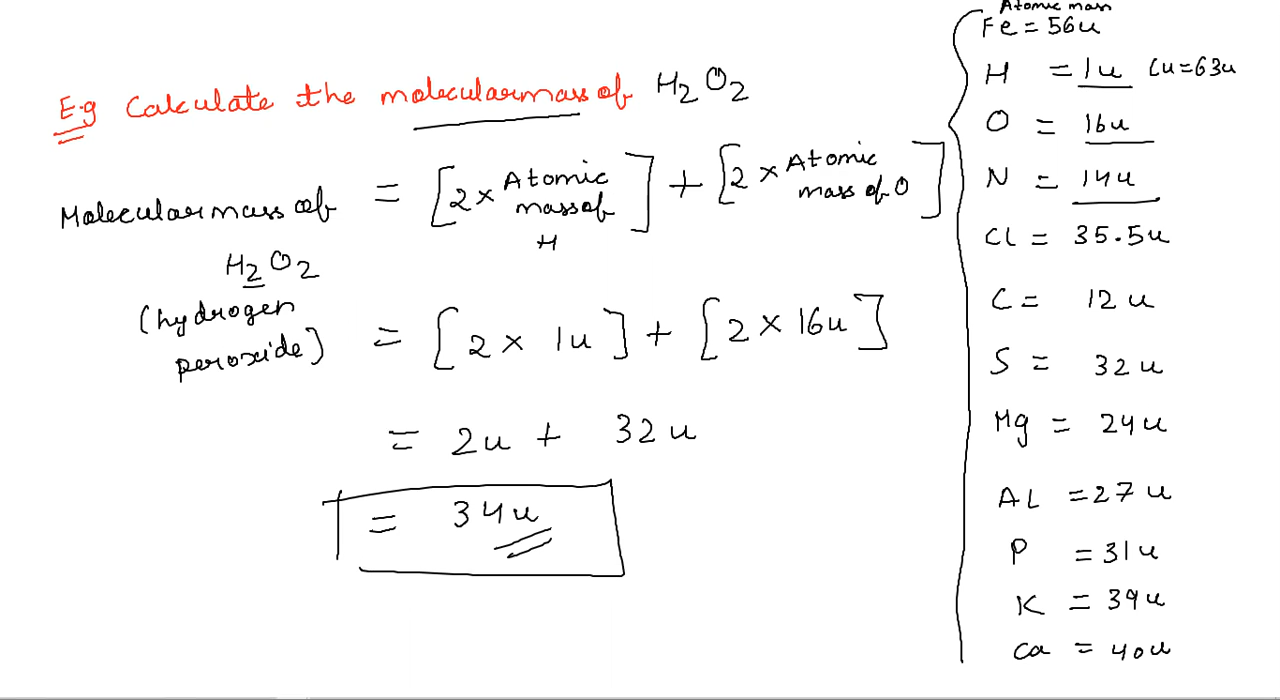 E.g Calculate the molecularmass of H2O2
Molecularmass of H2O2 (hydrogen peroxide) = [2 x Atomic mass of H] + [2 x Atomic mass of O]
= [2 x 1u] + [2 x 16u]
= 2u + 32u
= 34u
Atomic mass
Fe = 56u
H = 1u Cu=63u
O = 16u
N = 14u
Cl = 35.5u
C = 12u
S = 32u
Mg = 24u
AL = 27u
P = 31u
K = 39u
Ca = 40u